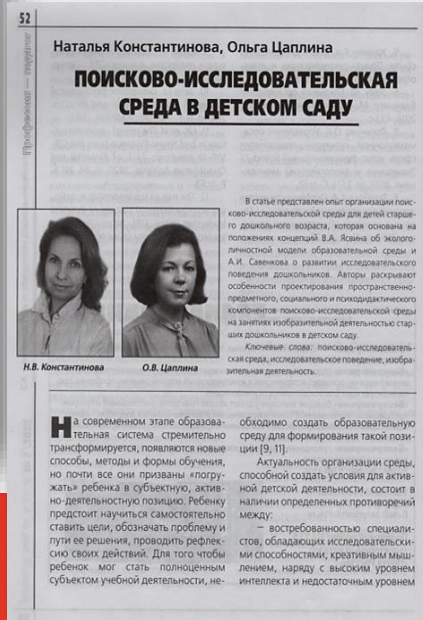 52
Профессия — педагог
Наталья Константинова, Ольга Цаплина
ПОИСКОВО-ИССЛЕДОВАТЕЛЬСКАЯ
СРЕДА В ДЕТСКОМ САДУ
В статье представлен опыт организации поис-
ково-исследовательской среды для детей старше-
го дошкольного возраста, которая основана на
положениях концепций В.А. Ясвина об эколого-
личностной модели образовательной среды и
А.И. Савенкова о развитии исследовательского
поведения дошкольников. Авторы раскрывают
особенности проектирования пространственно-
предметного, социального и психодидактического
компонентов поисково-исследовательской среды
на занятиях изобразительной деятельностью стар-
ших дошкольников в детском саду.
Ключевые слова: поисково-исследователь-
ская среда, исследовательское поведение, изобра-
зительная деятельность.
Н.В. Константинова
О.В. Цаплина
На современном этапе образова-
тельная система стремительно
трансформируется, появляются новые
способы, методы и формы обучения,
но почти все они призваны «погру-
жать» ребенка в субъектную, актив-
но-деятельностную позицию. Ребенку
предстоит научиться самостоятельно
ставить цели, обозначать проблему и
пути ее решения, проводить рефлек-
сию своих действий. Для того чтобы
ребенок мог стать полноценным
субъектом учебной деятельности, не-
обходимо создать образовательную
среду для формирования такой пози-
ции [9, 11].
Актуальность организации среды,
способной создать условия для актив-
ной детской деятельности, состоит в
наличии определенных противоречий
между:
– востребованностью специали-
стов, обладающих исследовательски-
ми способностями, креативным мыш-
лением, наряду с высоким уровнем
интеллекта и недостаточным уровнем